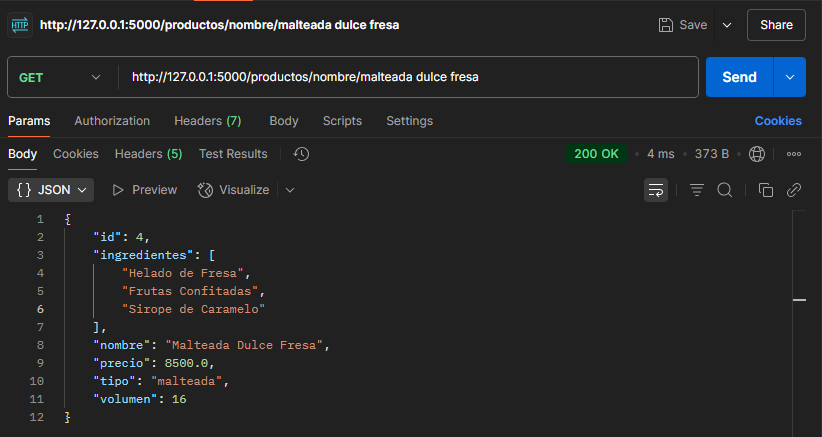 HTTP http://127.0.0.1:5000/productos/nombre/malteada dulce fresa Save Share
GET http://127.0.0.1:5000/productos/nombre/malteada dulce fresa Send
Params Authorization Headers (7) Body Scripts Settings Cookies
Body Cookies Headers (5) Test Results 200 OK • 4 ms • 373 B
{} JSON Preview Visualize
1 {
2 "id": 4,
3 "ingredientes": [
4 "Helado de Fresa",
5 "Frutas Confitadas",
6 "Sirope de Caramelo"
7 ],
8 "nombre": "Malteada Dulce Fresa",
9 "precio": 8500.0,
10 "tipo": "malteada",
11 "volumen": 16
12 }